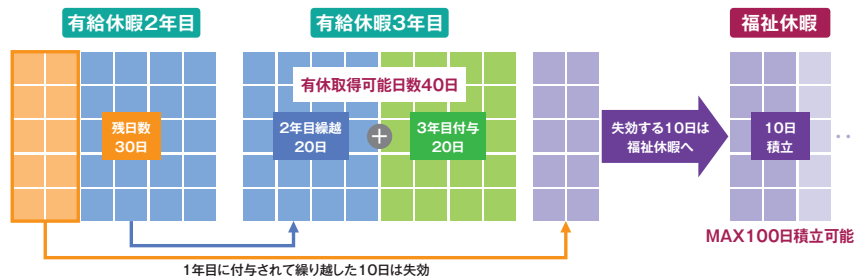 有給休暇2年目
有給休暇3年目
福祉休暇
有休取得可能日数40日
残日数
30日
2年目繰越
20日
+
3年目付与
20日
失効する10日は
福祉休暇へ
10日
積立
MAX100日積立可能
1年目に付与されて繰り越した10日は失効